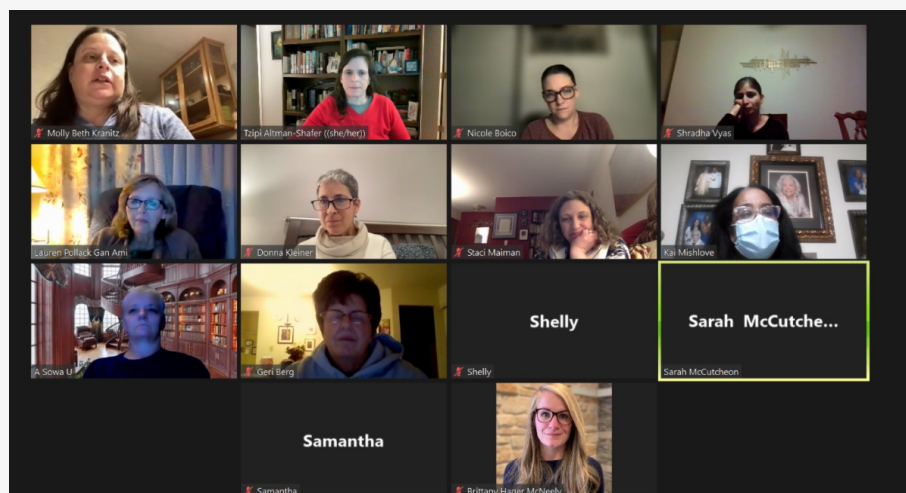 Molly Beth Kranitz
Tzipi Altman-Shafer ((she/her))
Nicole Boico
Shradha Vyas
Lauren Pollack Gan Ami
Donna Kleiner
Staci Maiman
Kai Mishlove
A Sowa U
Geri Berg
Shelly
Shelly
Sarah McCutche...
Sarah McCutcheon
Samantha
Samantha
Brittany Hager McNeely